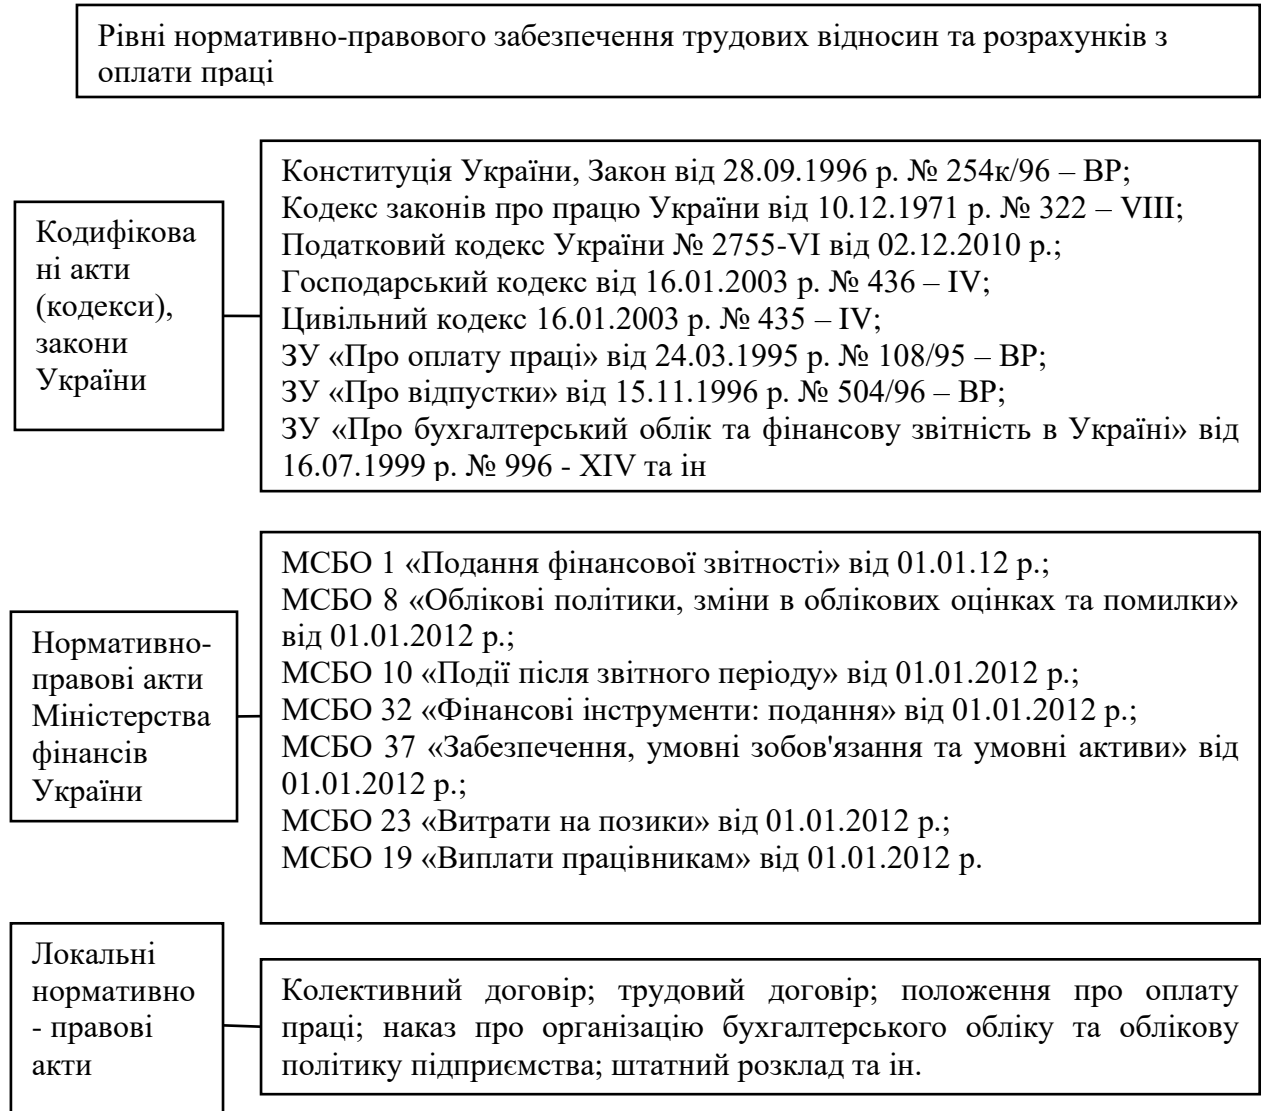 Рівні нормативно-правового забезпечення трудових відносин та розрахунків з
оплати праці
Кодифікова
ні акти
(кодекси),
закони
України
Конституція України, Закон від 28.09.1996 р. № 254к/96 – ВР;
Кодекс законів про працю України від 10.12.1971 р. № 322 – VIII;
Податковий кодекс України № 2755-VI від 02.12.2010 р.;
Господарський кодекс від 16.01.2003 р. № 436 – IV;
Цивільний кодекс 16.01.2003 р. № 435 – IV;
ЗУ «Про оплату праці» від 24.03.1995 р. № 108/95 – ВР;
ЗУ «Про відпустки» від 15.11.1996 р. № 504/96 – ВР;
ЗУ «Про бухгалтерський облік та фінансову звітність в Україні» від
16.07.1999 р. № 996 - XIV та ін
Нормативно-
правові акти
Міністерства
фінансів
України
МСБО 1 «Подання фінансової звітності» від 01.01.12 р.;
МСБО 8 «Облікові політики, зміни в облікових оцінках та помилки»
від 01.01.2012 р.;
МСБО 10 «Події після звітного періоду» від 01.01.2012 р.;
МСБО 32 «Фінансові інструменти: подання» від 01.01.2012 р.;
МСБО 37 «Забезпечення, умовні зобов'язання та умовні активи» від
01.01.2012 р.;
МСБО 23 «Витрати на позики» від 01.01.2012 р.;
МСБО 19 «Виплати працівникам» від 01.01.2012 р.
Локальні
нормативно
- правові
акти
Колективний договір; трудовий договір; положення про оплату
праці; наказ про організацію бухгалтерського обліку та облікову
політику підприємства; штатний розклад та ін.